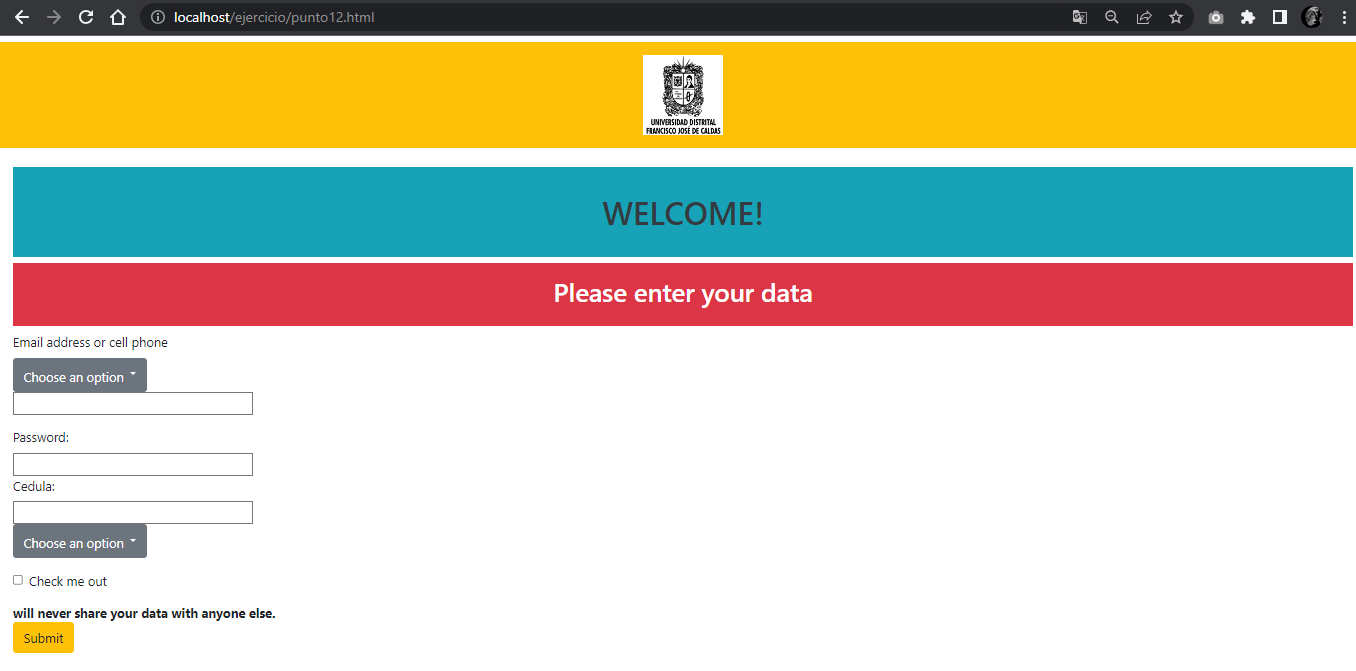 localhost/ejercicio/punto12.html
UNIVERSIDAD DISTRITAL
FRANCISCO JOSÉ DE CALDAS
WELCOME!
Please enter your data
Email address or cell phone
Choose an option
Password:
Cedula:
Choose an option
Check me out
will never share your data with anyone else.
Submit